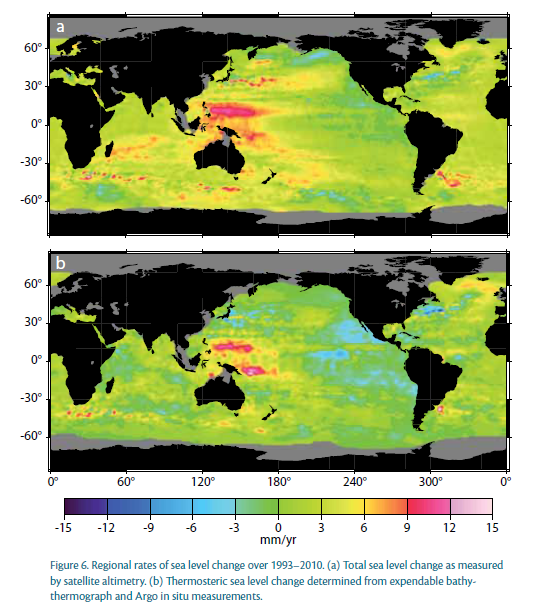 a
60°
30°
0°
-30°
-60°
b
60°
30°
0°
-30°
-60°
0° 60° 120° 180° 240° 300° 0°
-15 -12 -9 -6 -3 0 3 6 9 12 15
mm/yr
Figure 6. Regional rates of sea level change over 1993–2010. (a) Total sea level change as measured
by satellite altimetry. (b) Thermosteric sea level change determined from expendable bathy-
thermograph and Argo in situ measurements.